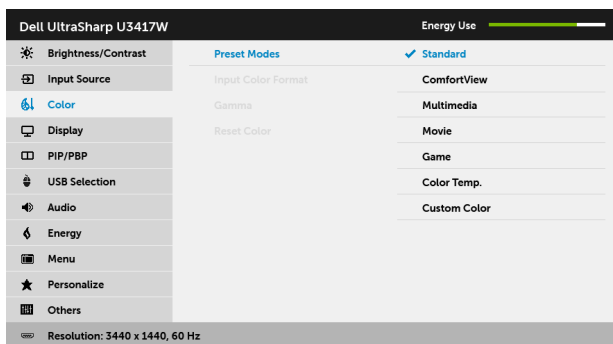 Dell UltraSharp U3417W
Energy Use
Brightness/Contrast
Input Source
Color
Display
PIP/PBP
USB Selection
Audio
Energy
Menu
Personalize
Others
Preset Modes
Input Color Format
Gamma
Reset Color
Standard
ComfortView
Multimedia
Movie
Game
Color Temp.
Custom Color
Resolution: 3440 x 1440, 60 Hz